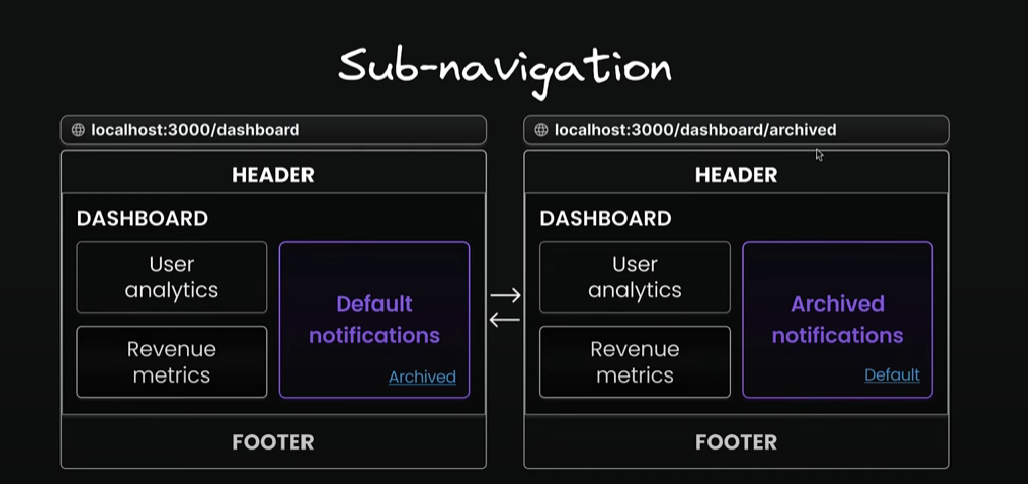 Sub-navigation
localhost:3000/dashboard
HEADER
DASHBOARD
User
analytics
Revenue
metrics
Default
notifications
Archived
FOOTER
localhost:3000/dashboard/archived
HEADER
DASHBOARD
User
analytics
Revenue
metrics
Archived
notifications
Default
FOOTER